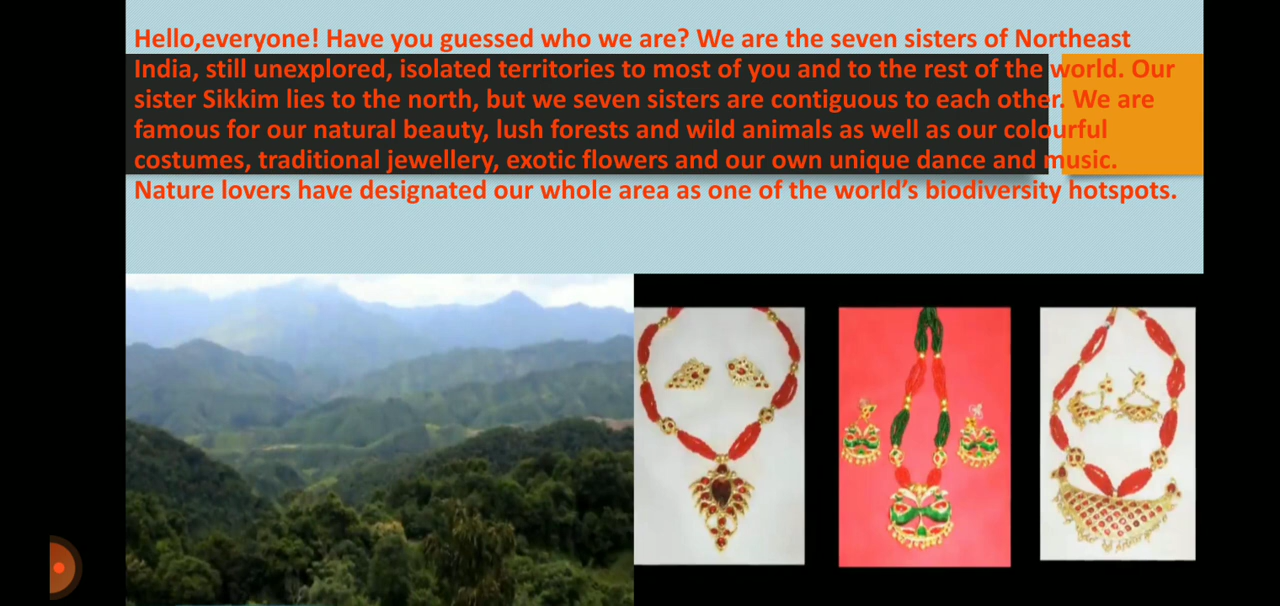 Hello,everyone! Have you guessed who we are? We are the seven sisters of Northeast
India, still unexplored, isolated territories to most of you and to the rest of the world. Our
sister Sikkim lies to the north, but we seven sisters are contiguous to each other. We are
famous for our natural beauty, lush forests and wild animals as well as our colourful
costumes, traditional jewellery, exotic flowers and our own unique dance and music.
Nature lovers have designated our whole area as one of the world’s biodiversity hotspots.